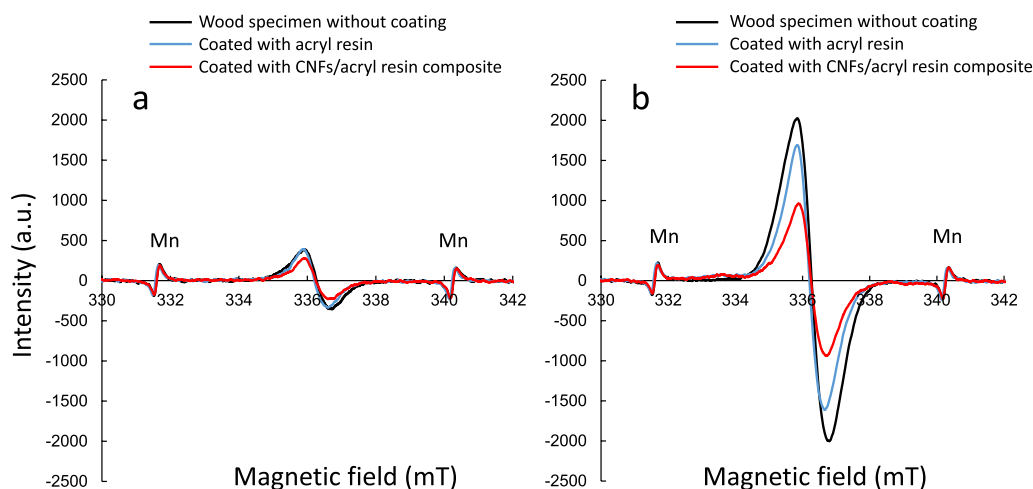 Wood specimen without coating
Coated with acryl resin
Coated with CNFs/acryl resin composite
a
2500
2000
1500
1000
500
0
-500
-1000
-1500
-2000
-2500
Mn
Mn
330
332
334
336
338
340
342
Intensity (a.u.)
Magnetic field (mT)
Wood specimen without coating
Coated with acryl resin
Coated with CNFs/acryl resin composite
b
2500
2000
1500
1000
500
0
-500
-1000
-1500
-2000
-2500
Mn
Mn
330
332
334
336
338
340
342
Magnetic field (mT)